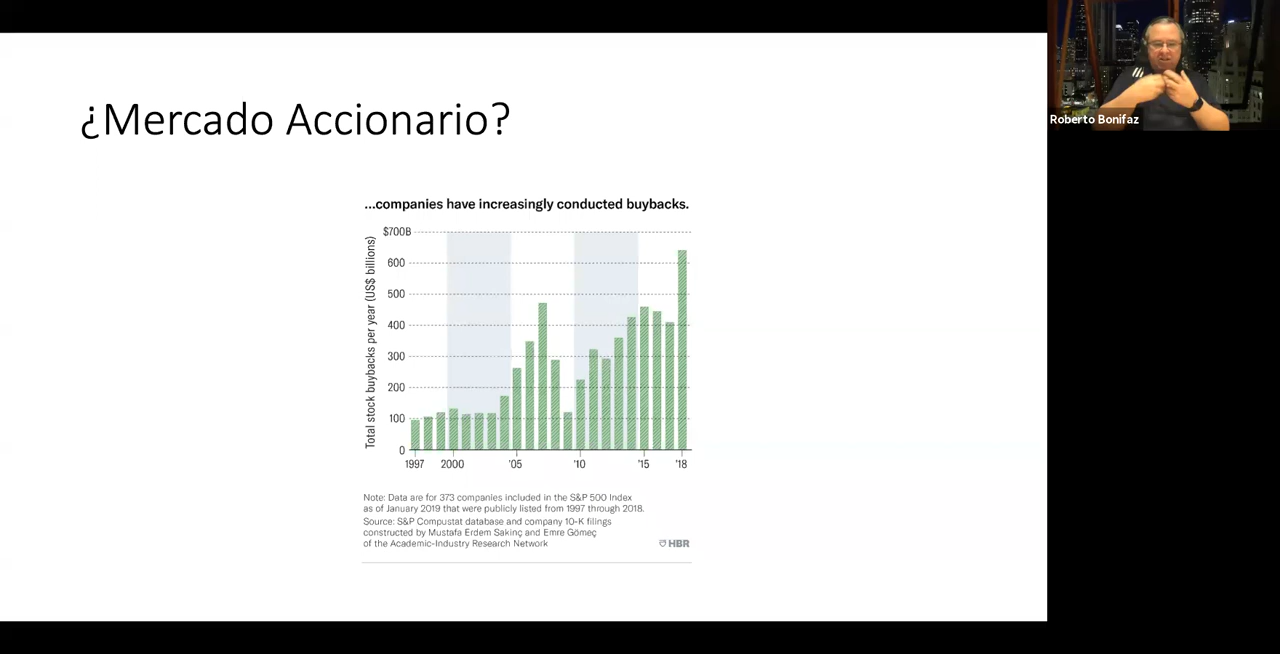 ¿Mercado Accionario?
Roberto Bonifaz
...companies have increasingly conducted buybacks.
Total stock buybacks per year (US$ billions)
$700B
600
500
400
300
200
100
0
1997 2000 '05 '10 '15 '18
Note: Data are for 373 companies included in the S&P 500 Index
as of January 2019 that were publicly listed from 1997 through 2018.
Source: S&P Compustat database and company 10-K filings
constructed by Mustafa Erdem Sakinç and Emre Gömeç
of the Academic-Industry Research Network
HBR